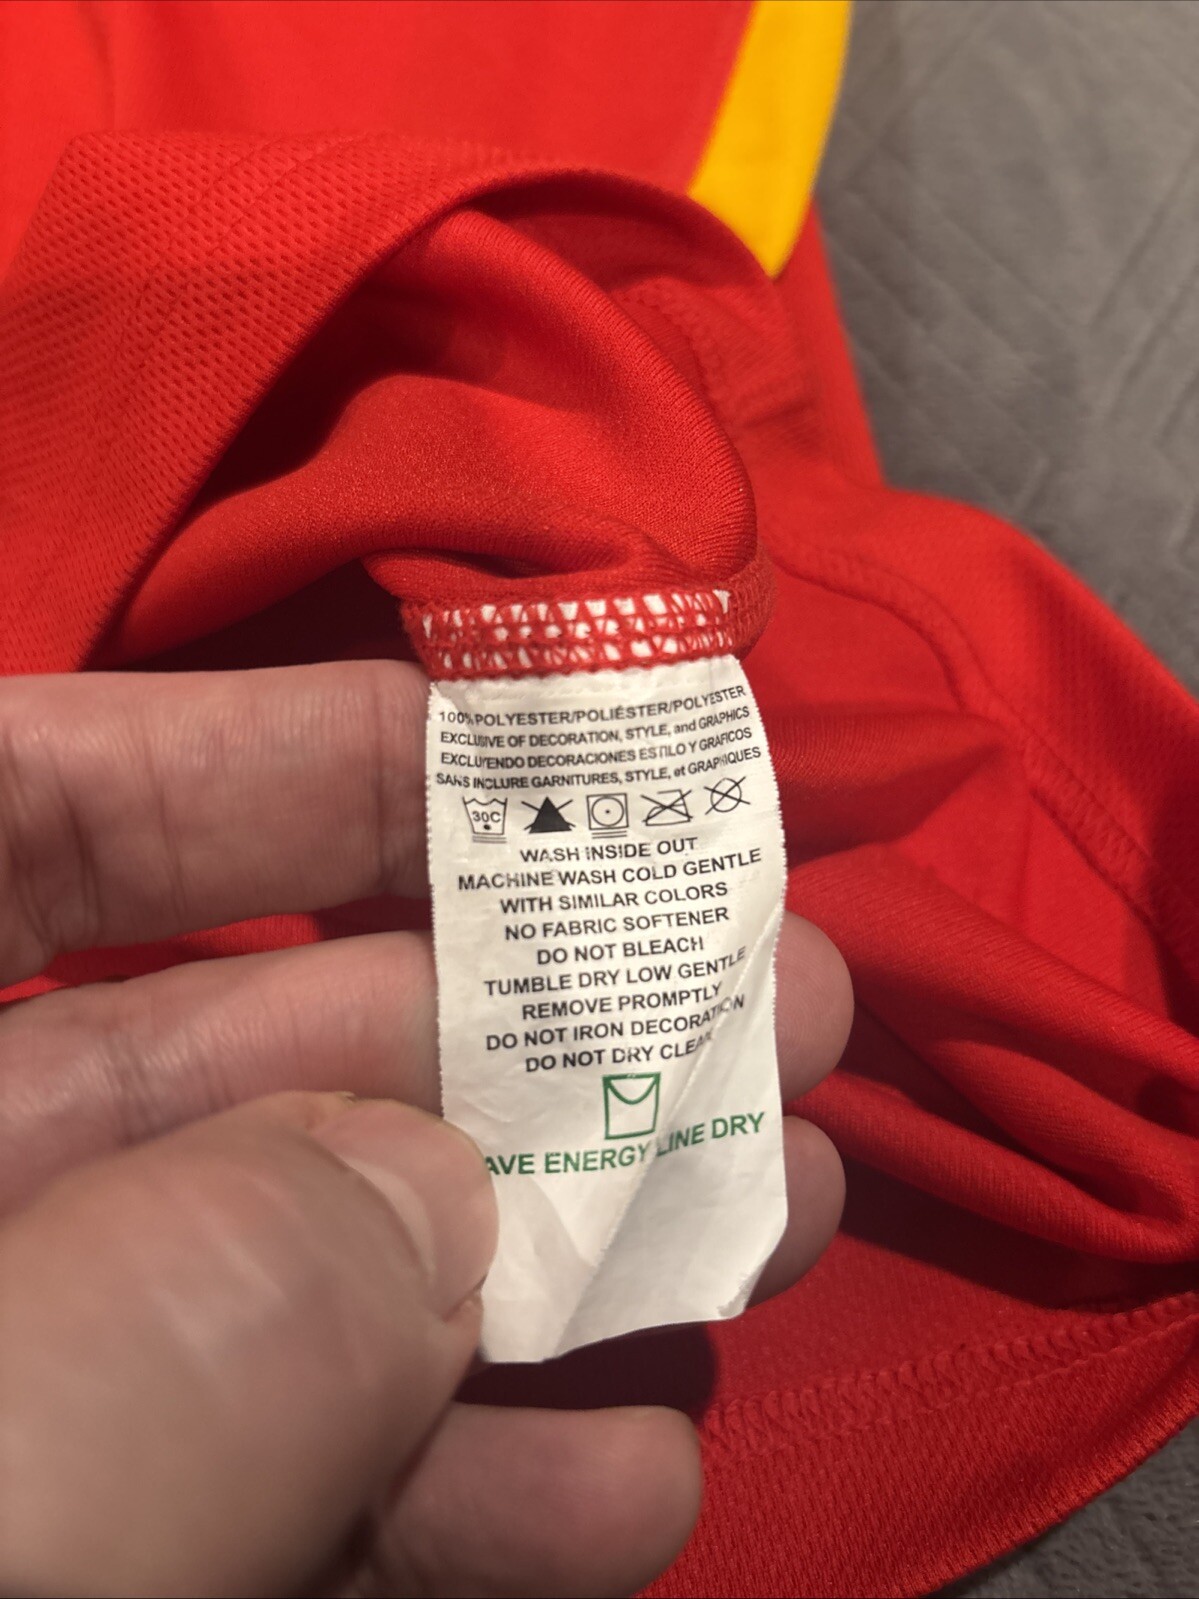 100% POLYESTER/POLIÉSTER/POLYESTER
EXCLUSIVE OF DECORATION, STYLE, and GRAPHICS
EXCLUYENDO DECORACIONES ESTILO Y GRAFICOS
SANS INCLURE GARNITURES, STYLE, et GRAPHIQUES
30C
WASH INSIDE OUT
MACHINE WASH COLD GENTLE
WITH SIMILAR COLORS
NO FABRIC SOFTENER
DO NOT BLEACH
TUMBLE DRY LOW GENTLE
REMOVE PROMPTLY
DO NOT IRON DECORATION
DO NOT DRY CLEA
AVE ENERGY LINE DRY